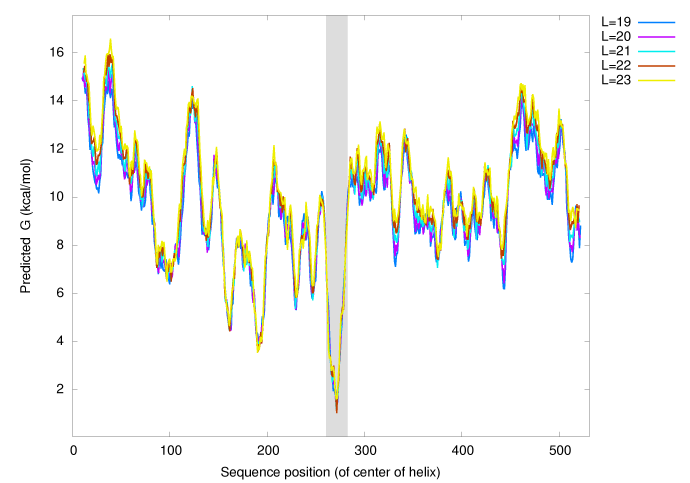 L=19
L=20
L=21
L=22
L=23
Predicted G (kcal/mol)
16
14
12
10
8
6
4
2
0 100 200 300 400 500
Sequence position (of center of helix)